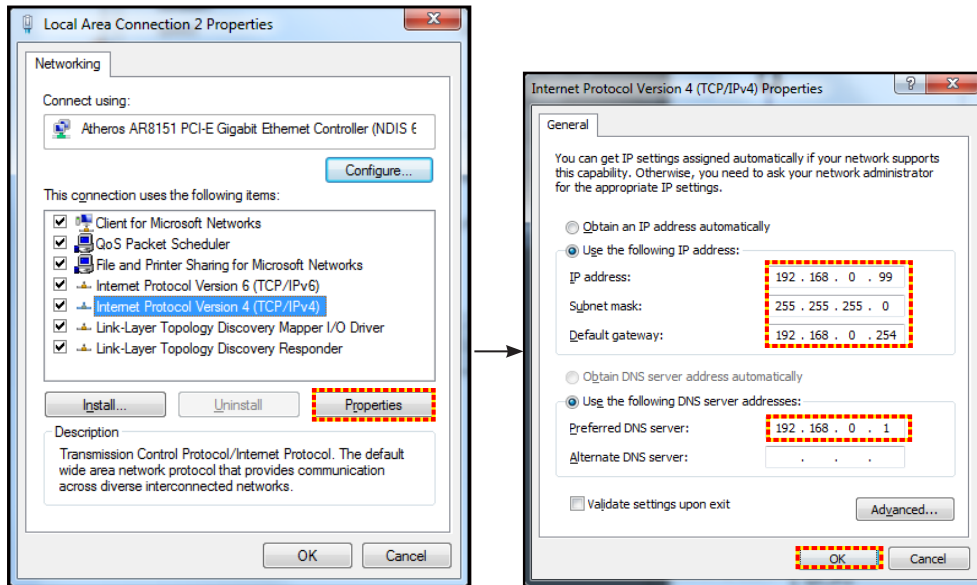 Local Area Connection 2 Properties
Networking
Connect using:
Atheros AR8151 PCI-E Gigabit Ethernet Controller (NDIS 6
Configure...
This connection uses the following items:
Client for Microsoft Networks
QoS Packet Scheduler
File and Printer Sharing for Microsoft Networks
Internet Protocol Version 6 (TCP/IPv6)
Internet Protocol Version 4 (TCP/IPv4)
Link-Layer Topology Discovery Mapper I/O Driver
Link-Layer Topology Discovery Responder
Install...
Uninstall
Properties
Description
Transmission Control Protocol/Internet Protocol. The default
wide area network protocol that provides communication
across diverse interconnected networks.
OK
Cancel
Internet Protocol Version 4 (TCP/IPv4) Properties
General
You can get IP settings assigned automatically if your network supports
this capability. Otherwise, you need to ask your network administrator
for the appropriate IP settings.
Obtain an IP address automatically
Use the following IP address:
IP address: 192 . 168 . 0 . 99
Subnet mask: 255 . 255 . 255 . 0
Default gateway: 192 . 168 . 0 . 254
Obtain DNS server address automatically
Use the following DNS server addresses:
Preferred DNS server: 192 . 168 . 0 . 1
Alternate DNS server: . . .
Validate settings upon exit
Advanced...
OK
Cancel